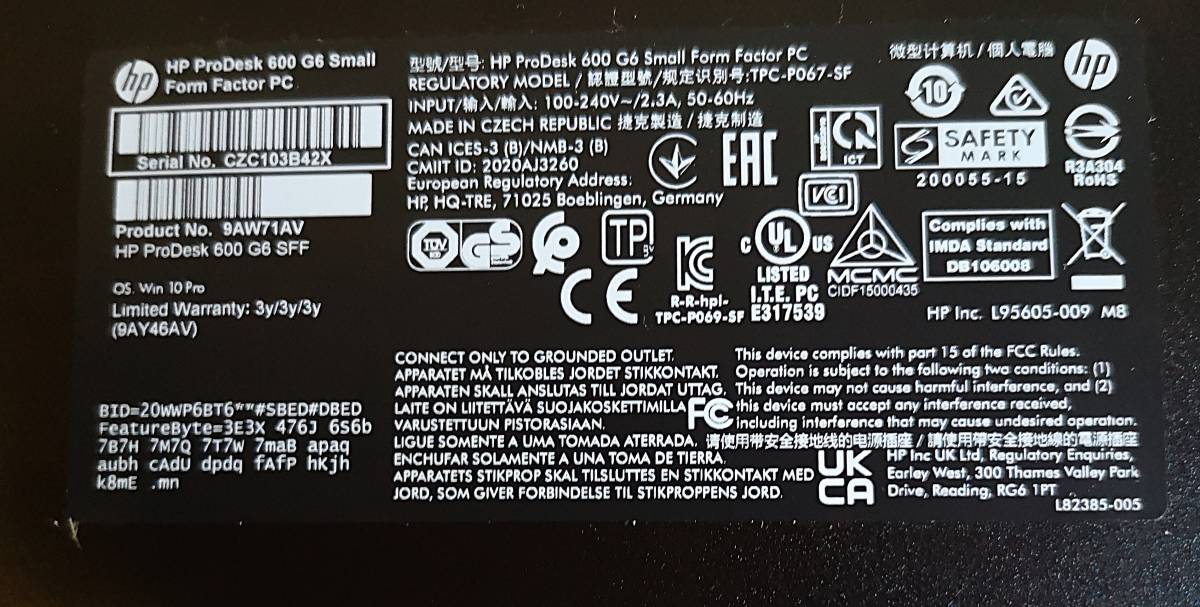 hp
HP ProDesk 600 G6 Small
Form Factor PC
Serial No. CZC103B42X
Product No. 9AW71AV
HP ProDesk 600 G6 SFF
OS. Win 10 Pro
Limited Warranty: 3y/3y/3y
(9AY46AV)
BID=20WWP6BT6**#SBED#DBED
FeatureByte=3E3X 476J 6S6b
7B7H 7M7Q 7T7W 7maB apaq
aubh cAdU dpdq fAfP hKjh
k8mE .mn
型號/型号: HP ProDesk 600 G6 Small Form Factor PC
REGULATORY MODEL / 認證型號/规定识别号:TPC-P067-SF
INPUT/输入/輸入: 100-240V~/2.3A, 50-60Hz
MADE IN CZECH REPUBLIC 捷克製造 / 捷克制造
CAN ICES-3 (B)/NMB-3 (B)
CMIIT ID: 2020AJ3260
European Regulatory Address:
HP, HQ-TRE, 71025 Boeblingen, Germany
微型计算机 / 個人電腦
hp
10
EAC
ICT
SAFETY
MARK
200055-15
R3A304
RoHS
VCI
TÜV
GS
TP
CE
R-R-hpi-
TPC-P069-SF
C UL US
LISTED
I.T.E. PC
E317539
MCMC
CIDF15000435
Complies with
IMDA Standard
DB106008
HP Inc. L95605-009 M8
CONNECT ONLY TO GROUNDED OUTLET.
APPARATET MÅ TILKOBLES JORDET STIKKONTAKT.
APPARATEN SKALL ANSLUTAS TILL JORDAT UTTAG.
LAITE ON LIITETTÄVÄ SUOJAKOSKETTIMILLA
VARUSTETTUUN PISTORASIAAN.
LIGUE SOMENTE A UMA TOMADA ATERRADA. 请使用带安全接地线的电源插座 / 請使用帶安全接地線的電源插座
ENCHUFAR SOLAMENTE A UNA TOMA DE TIERRA.
APPARATETS STIKPROP SKAL TILSLUTTES EN STIKKONTAKT MED
JORD, SOM GIVER FORBINDELSE TIL STIKPROPPENS JORD.
FC
This device complies with part 15 of the FCC Rules.
Operation is subject to the following two conditions: (1)
This device may not cause harmful interference, and (2)
this device must accept any interference received,
including interference that may cause undesired operation.
UK
CA
HP Inc UK Ltd, Regulatory Enquiries,
Earley West, 300 Thames Valley Park
Drive, Reading, RG6 1PT
L82385-005